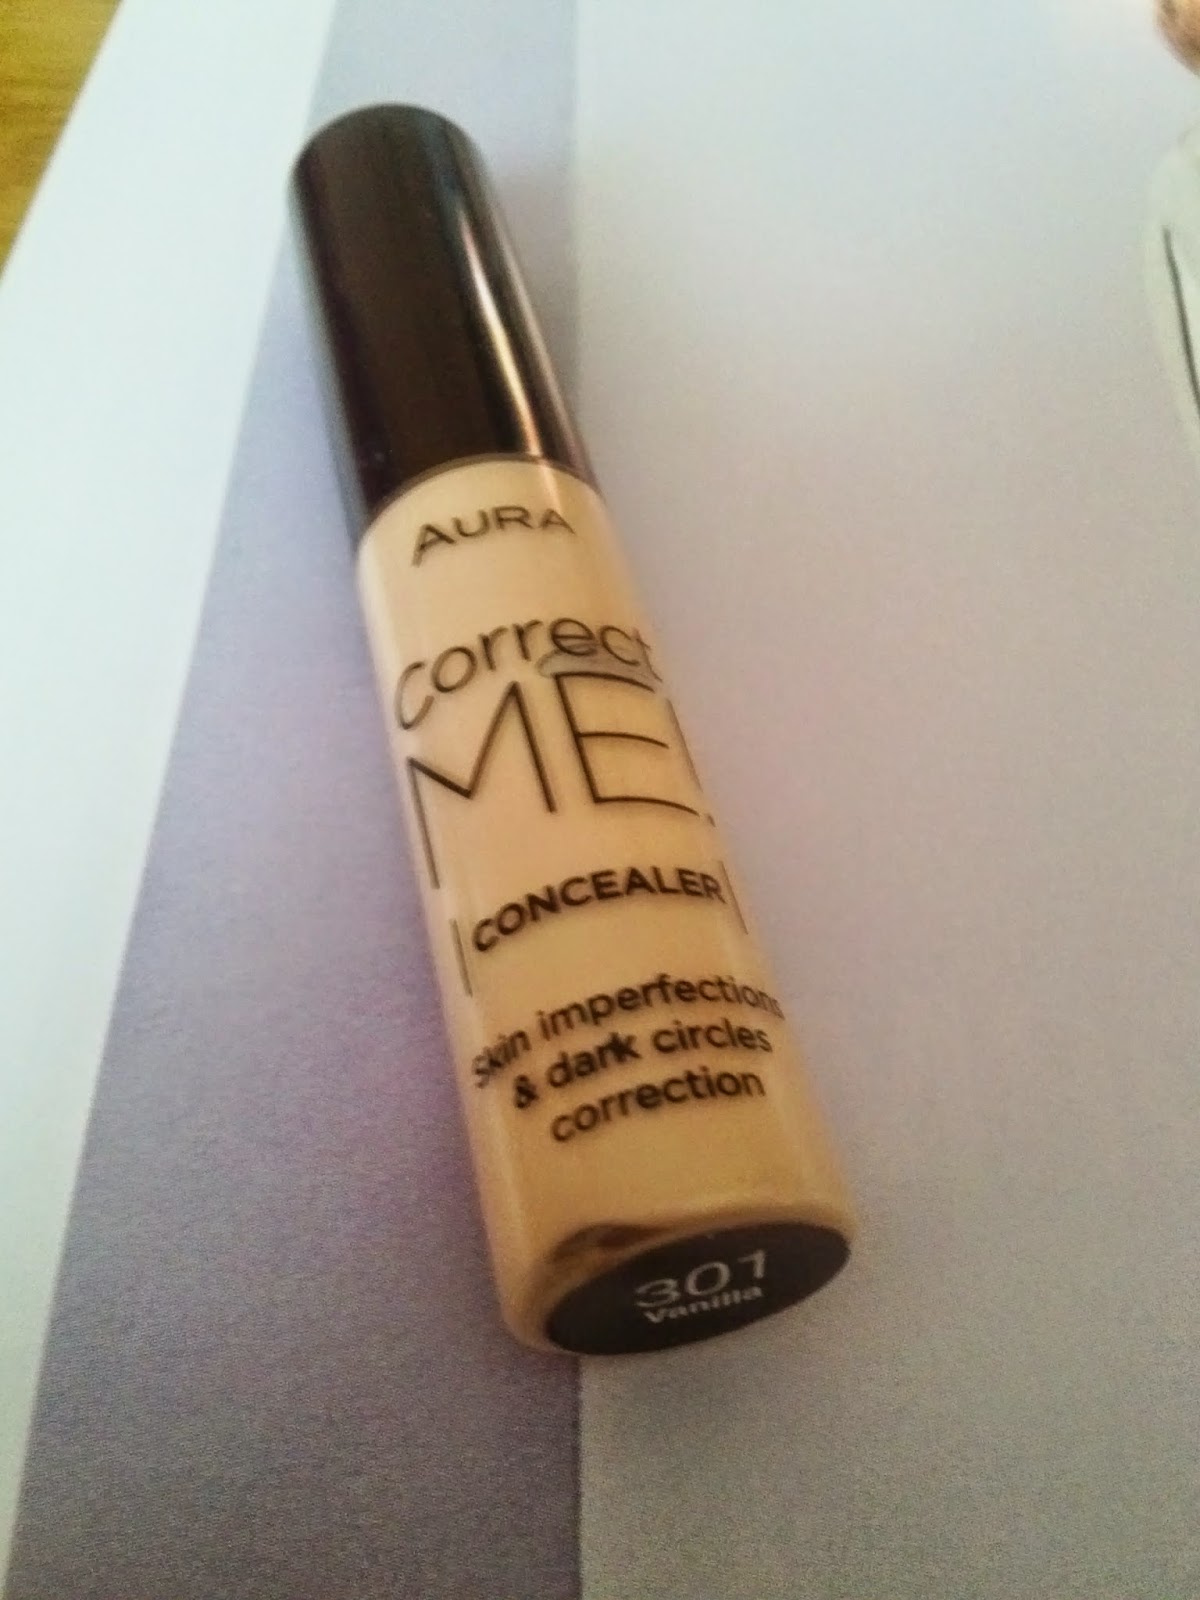 AURA
Correct
ME!
CONCEALER
Skin imperfections
& dark circles
correction
301
Vanilla